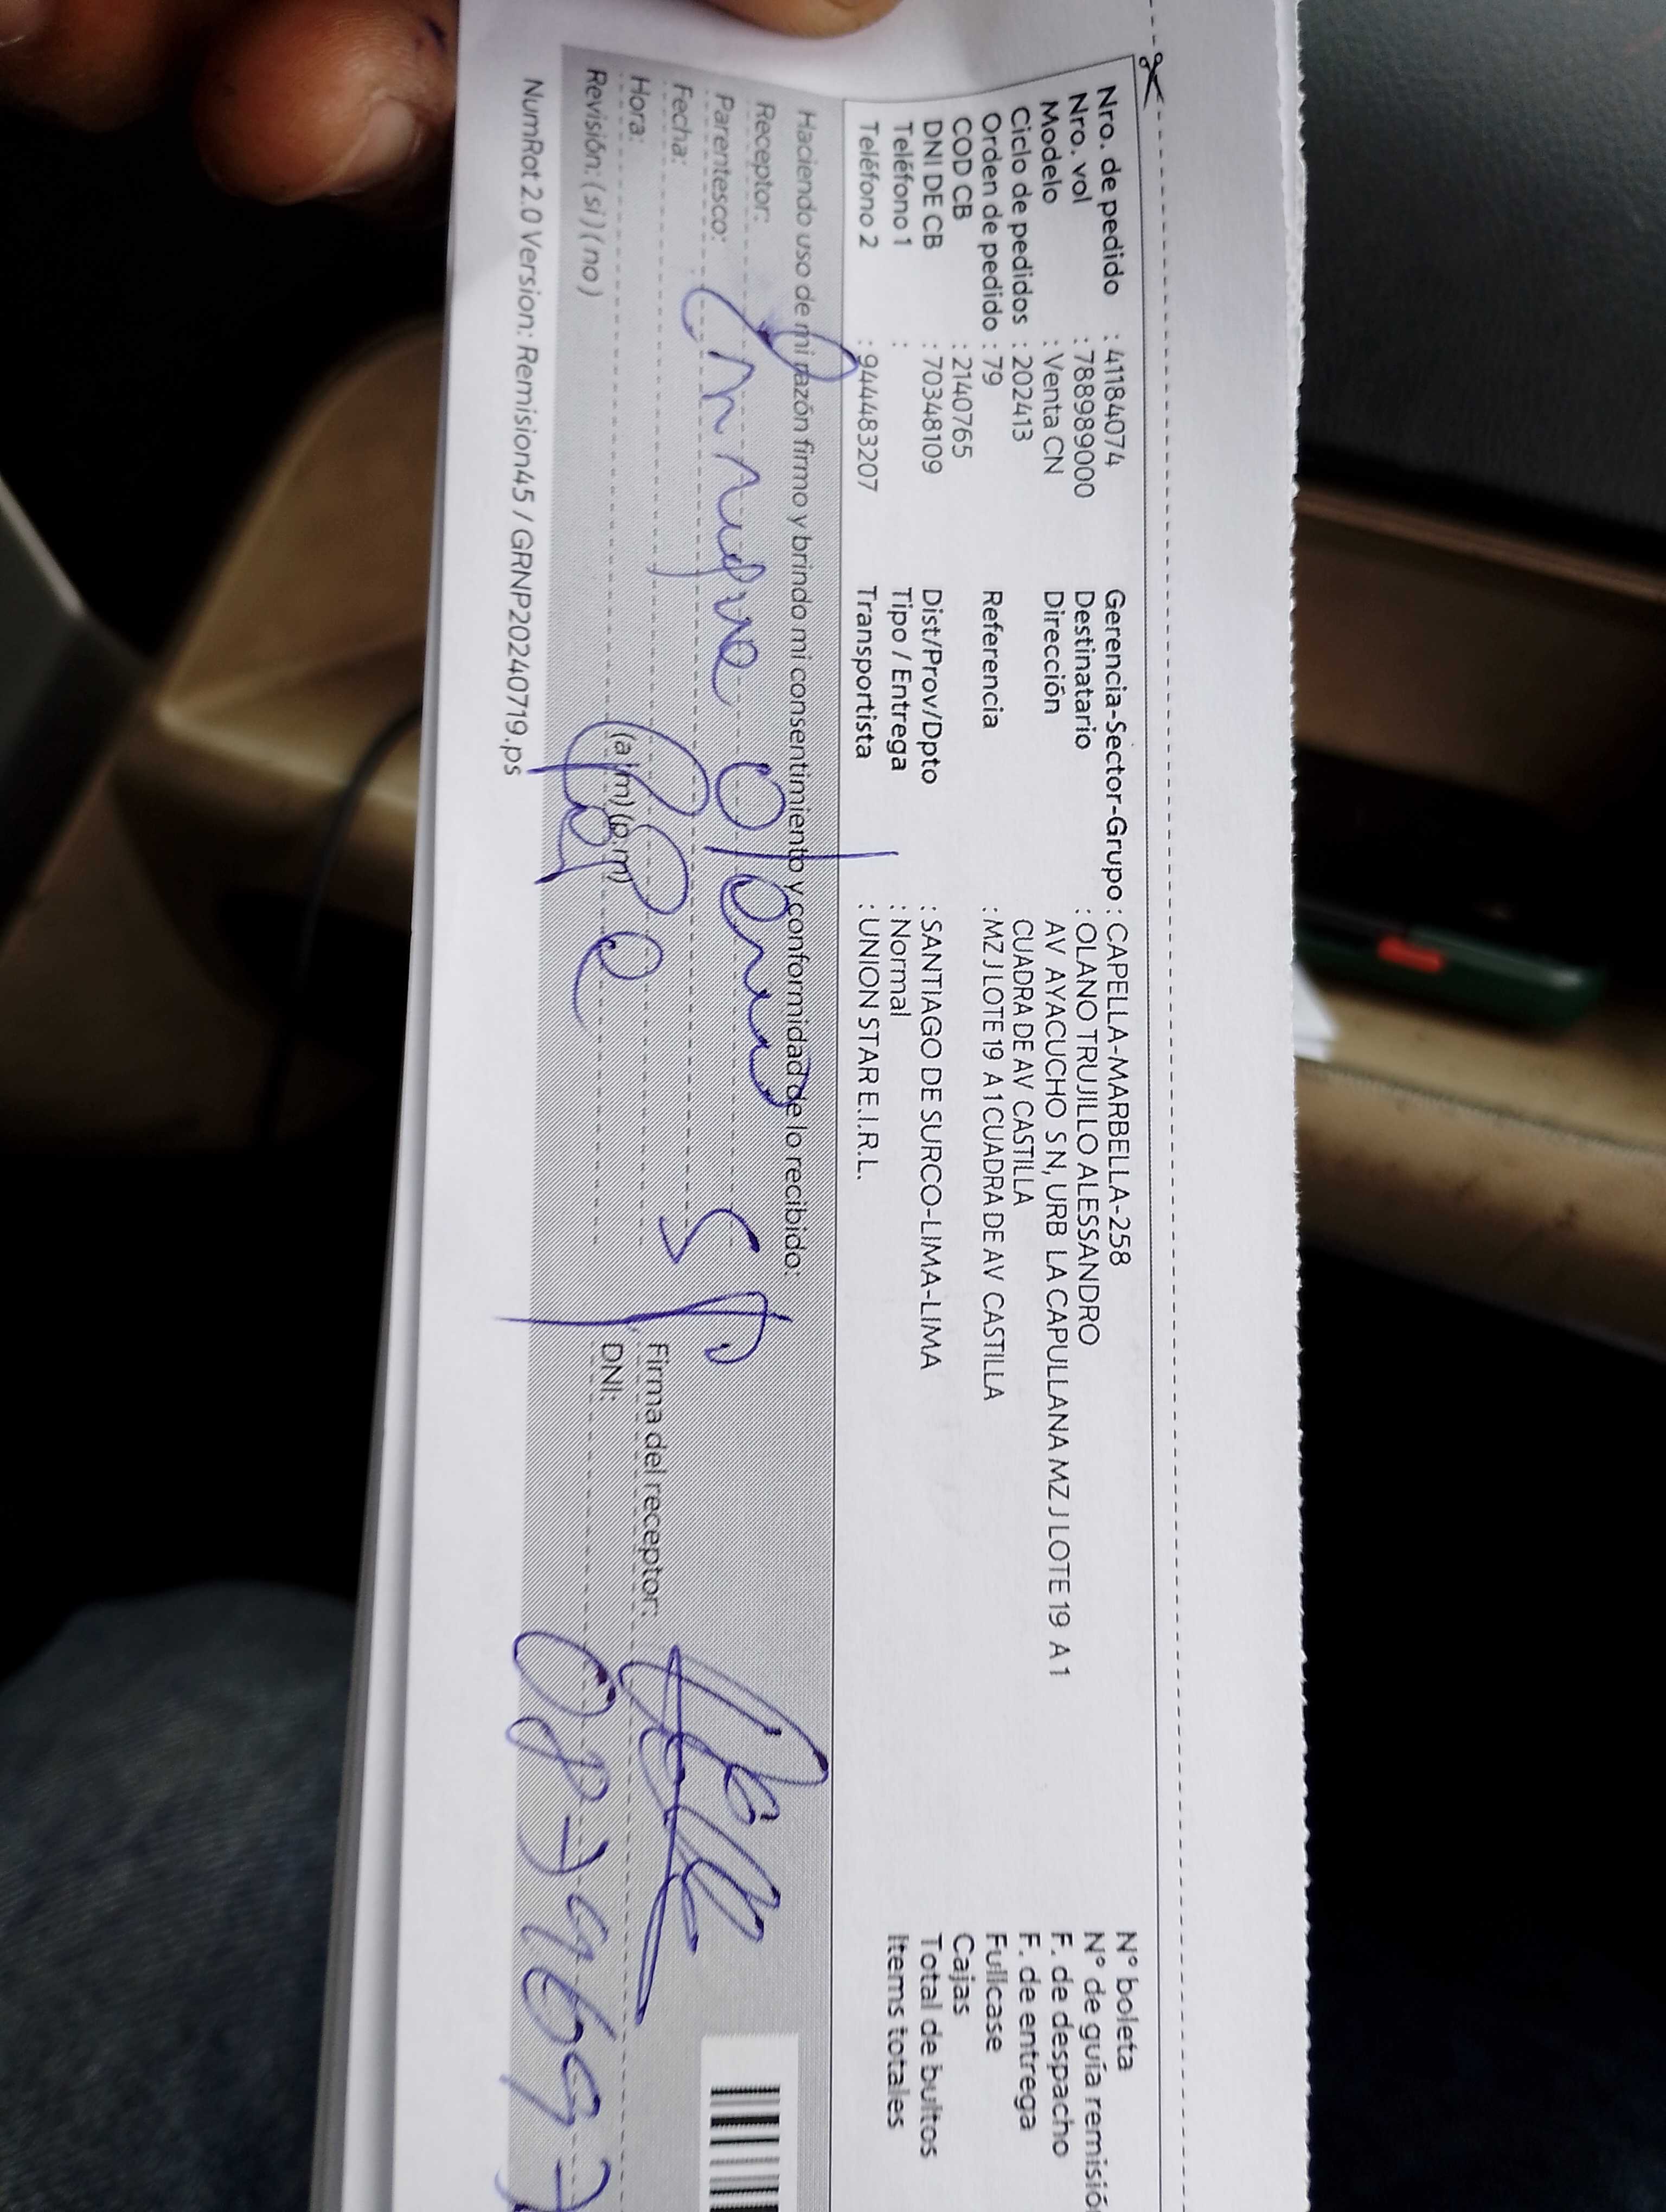 Nro. de pedido : 411840​74
Nro. vol : 788989000
Modelo : Venta CN
Ciclo de pedidos : 202413
Orden de pedido : 79
COD CB : 2140765
DNI DE CB : 70348109
Teléfono 1 :
Teléfono 2 : 944483207
Gerencia-Sector-Grupo : CAPELLA-MARBELLA-258
Destinatario : OLANO TRUJILLO ALESSANDRO
Dirección AV AYACUCHO S N, URB LA CAPULLANA MZ J LOTE 19 A 1
CUADRA DE AV CASTILLA
Referencia : MZ J LOTE 19 A 1 CUADRA DE AV CASTILLA
Dist/Prov/Dpto : SANTIAGO DE SURCO-LIMA-LIMA
Tipo / Entrega : Normal
Transportista : UNION STAR E.I.R.L.
N° boleta
N° de guía remisió
F. de despacho
F. de entrega
Fullcase
Cajas
Total de bultos
Items totales
Haciendo uso de mi razón firmo y brindo mi consentimiento y conformidad de lo recibido:
Receptor:
Parentesco:
Fecha:
Hora: (a.m) (p.m)
Revisión: (si) (no)
Firma del receptor:
DNI:
NumRot 2.0 Version: Remision45 / GRNP20240719.ps